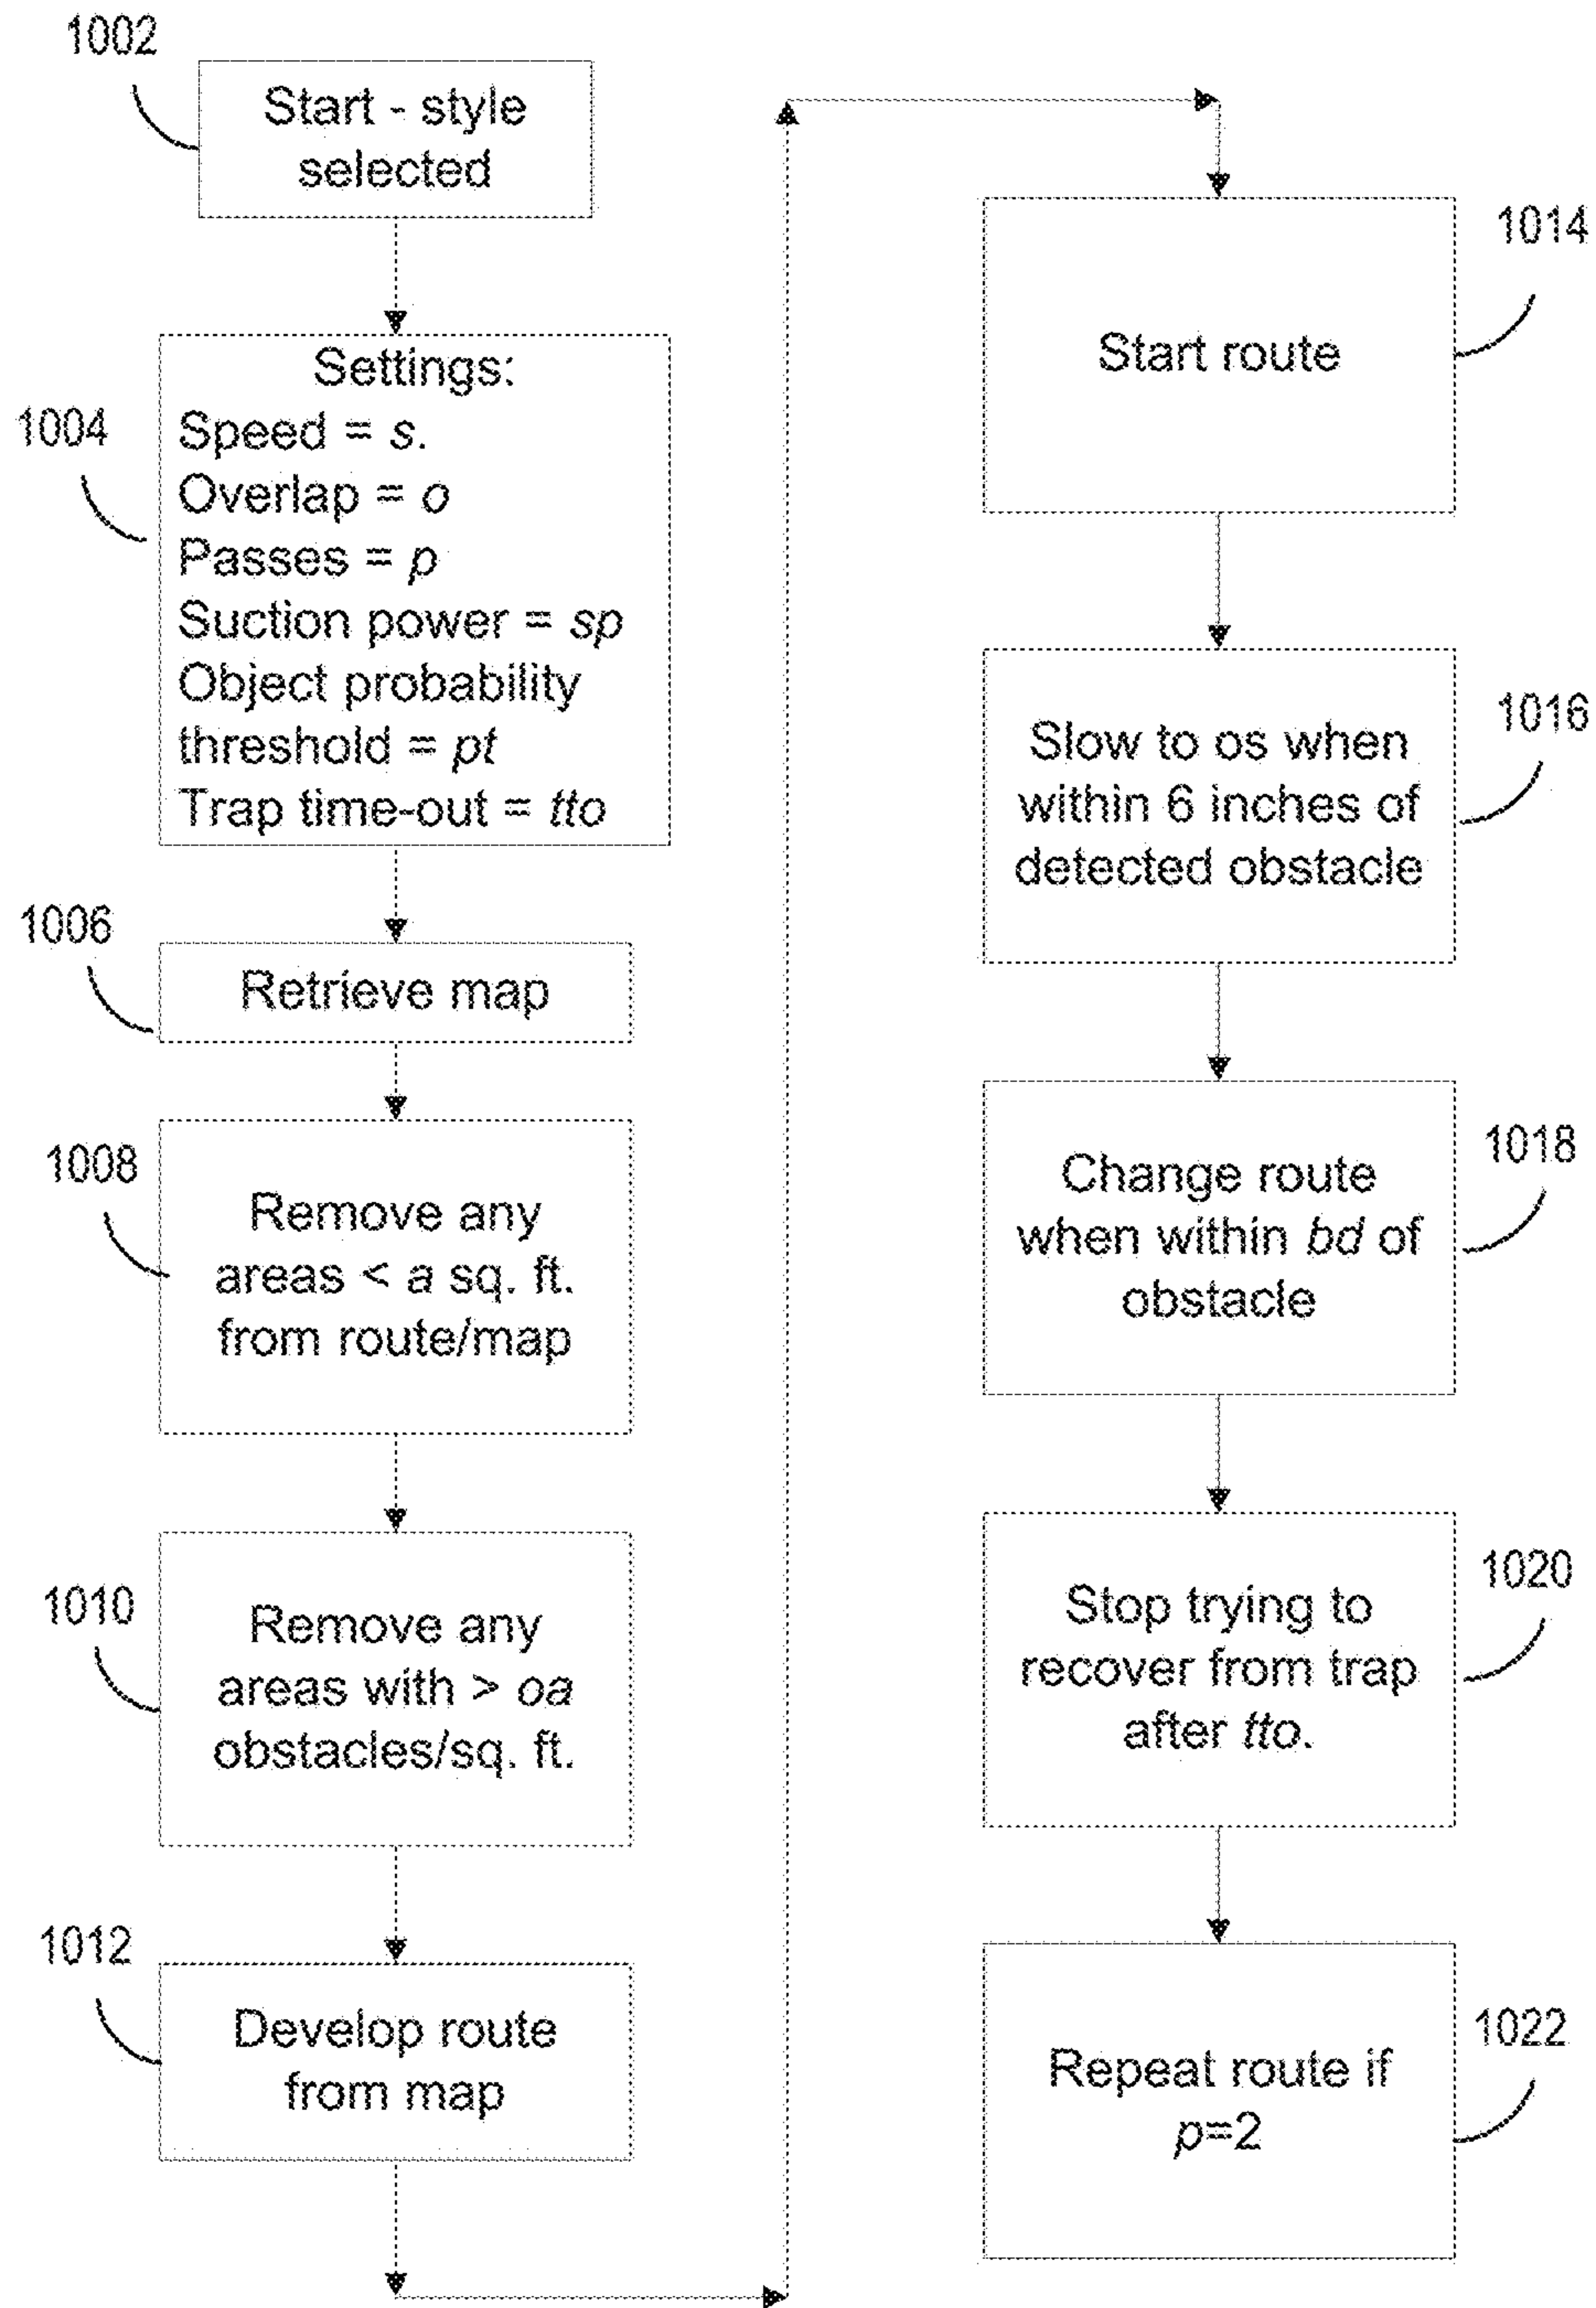 1002
Start - style
selected
1004
Settings:
Speed = s.
Overlap = o
Passes = p
Suction power = sp
Object probability
threshold = pt
Trap time-out = tto
1006
Retrieve map
1008
Remove any
areas < a sq. ft.
from route/map
1010
Remove any
areas with > oa
obstacles/sq. ft.
1012
Develop route
from map
1014
Start route
1016
Slow to os when
within 6 inches of
detected obstacle
1018
Change route
when within bd of
obstacle
1020
Stop trying to
recover from trap
after tto.
1022
Repeat route if
p=2